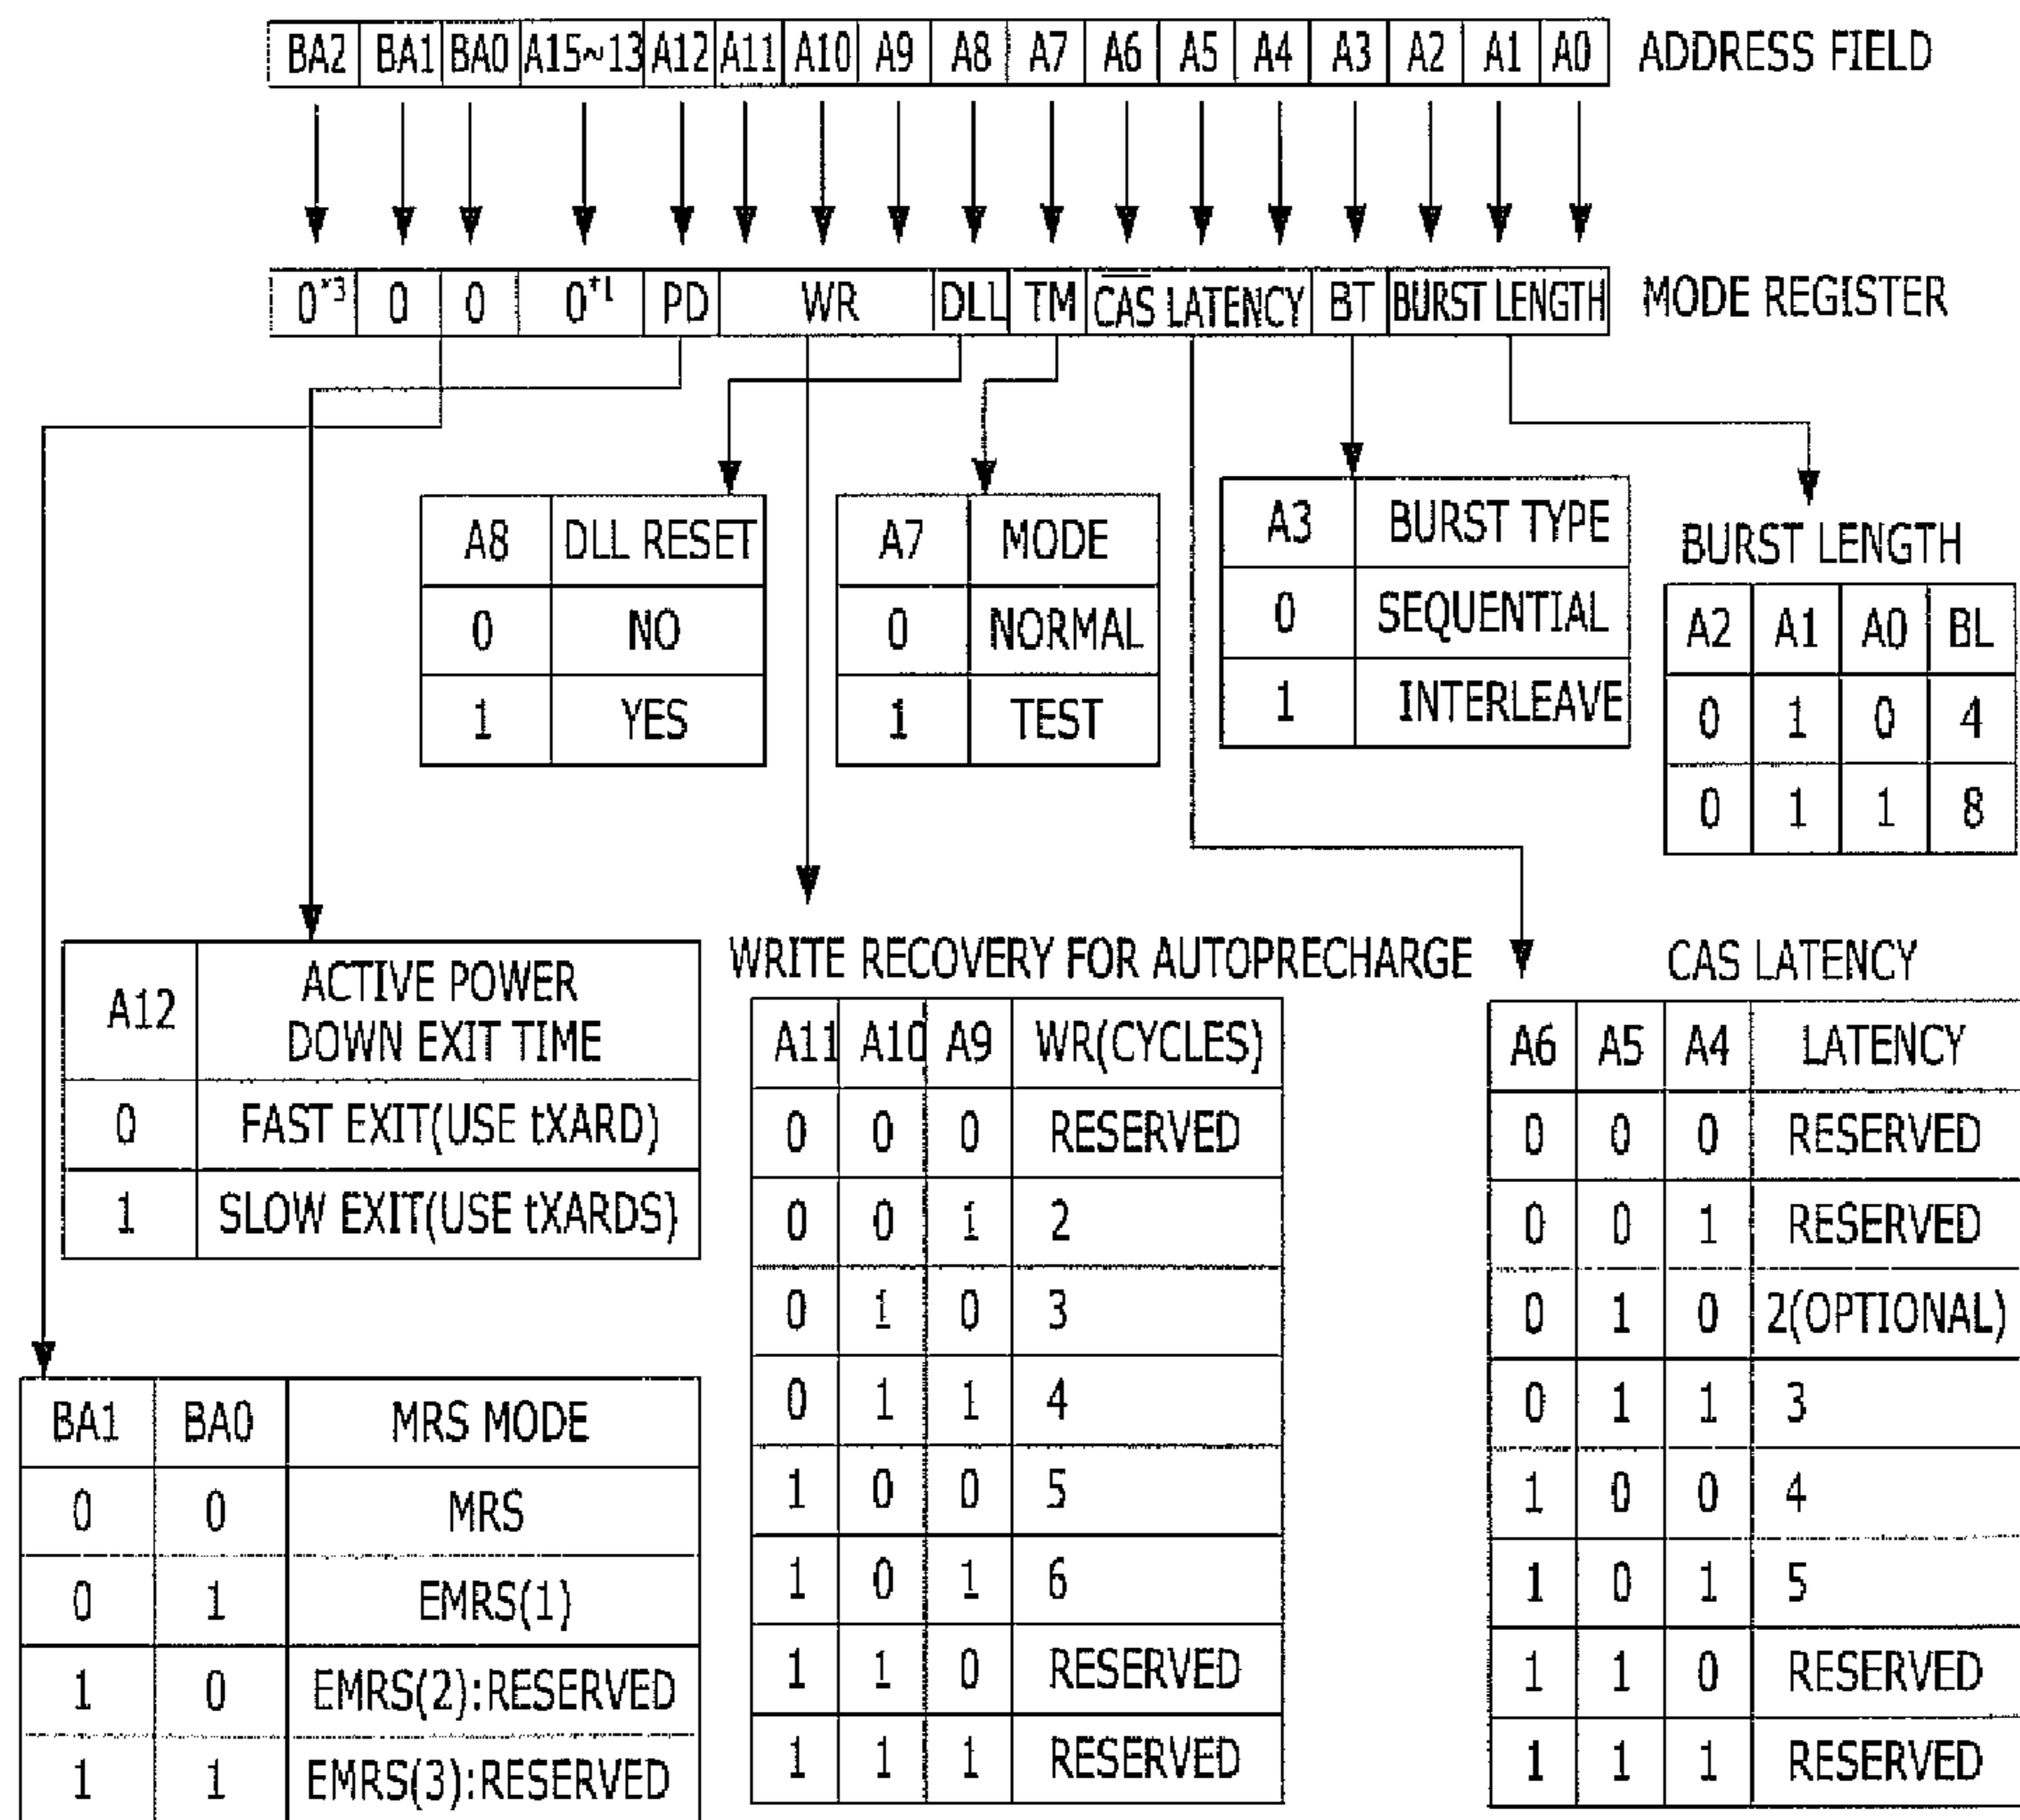 BA2 BA1 BA0 A15~13 A12 A11 A10 A9 A8 A7 A6 A5 A4 A3 A2 A1 A0 ADDRESS FIELD
0*3 0 0 0*1 PD WR DLL TM CAS LATENCY BT BURST LENGTH MODE REGISTER
A8 DLL RESET
0 NO
1 YES
A7 MODE
0 NORMAL
1 TEST
A3 BURST TYPE
0 SEQUENTIAL
1 INTERLEAVE
BURST LENGTH
A2 A1 A0 BL
0 1 0 4
0 1 1 8
A12 ACTIVE POWER
DOWN EXIT TIME
0 FAST EXIT(USE tXARD)
1 SLOW EXIT(USE tXARDS)
WRITE RECOVERY FOR AUTOPRECHARGE
A11 A10 A9 WR(CYCLES)
0 0 0 RESERVED
0 0 1 2
0 1 0 3
0 1 1 4
1 0 0 5
1 0 1 6
1 1 0 RESERVED
1 1 1 RESERVED
CAS LATENCY
A6 A5 A4 LATENCY
0 0 0 RESERVED
0 0 1 RESERVED
0 1 0 2(OPTIONAL)
0 1 1 3
1 0 0 4
1 0 1 5
1 1 0 RESERVED
1 1 1 RESERVED
BA1 BA0 MRS MODE
0 0 MRS
0 1 EMRS(1)
1 0 EMRS(2):RESERVED
1 1 EMRS(3):RESERVED